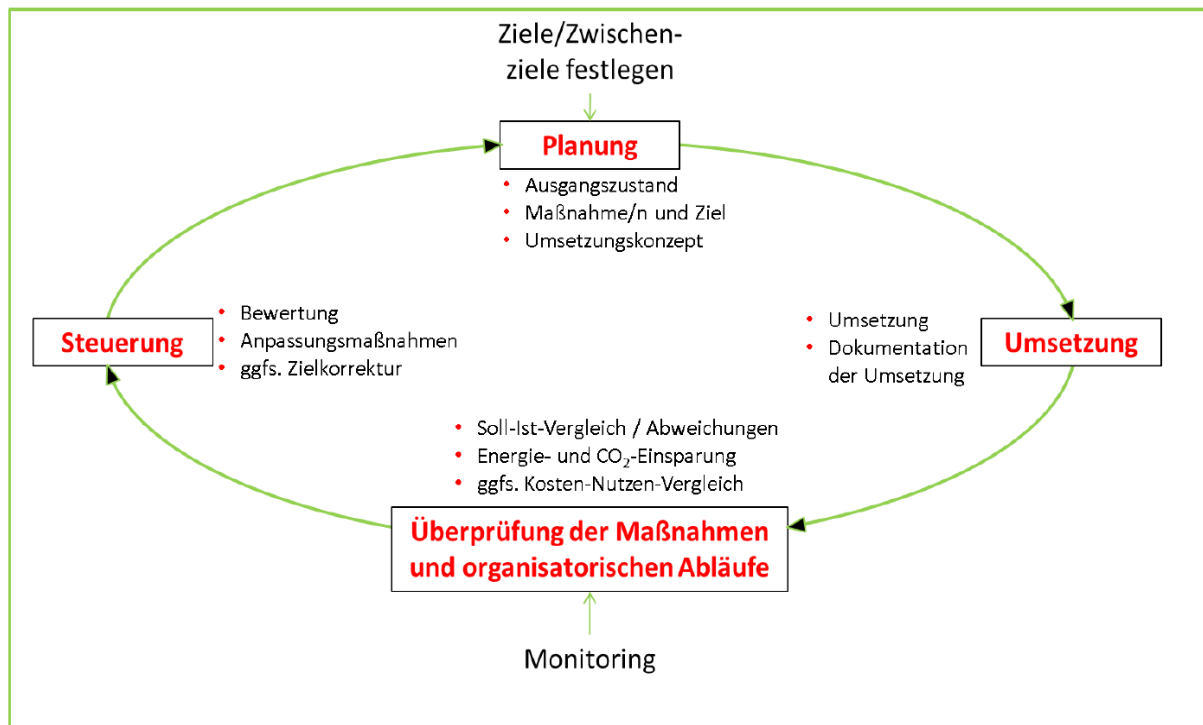 Ziele/Zwischen-
ziele festlegen
Planung
• Ausgangszustand
• Maßnahme/n und Ziel
• Umsetzungskonzept
• Umsetzung
• Dokumentation
der Umsetzung
Umsetzung
Steuerung
• Bewertung
• Anpassungsmaßnahmen
• ggfs. Zielkorrektur
• Soll-Ist-Vergleich / Abweichungen
• Energie- und CO₂-Einsparung
• ggfs. Kosten-Nutzen-Vergleich
Überprüfung der Maßnahmen
und organisatorischen Abläufe
Monitoring